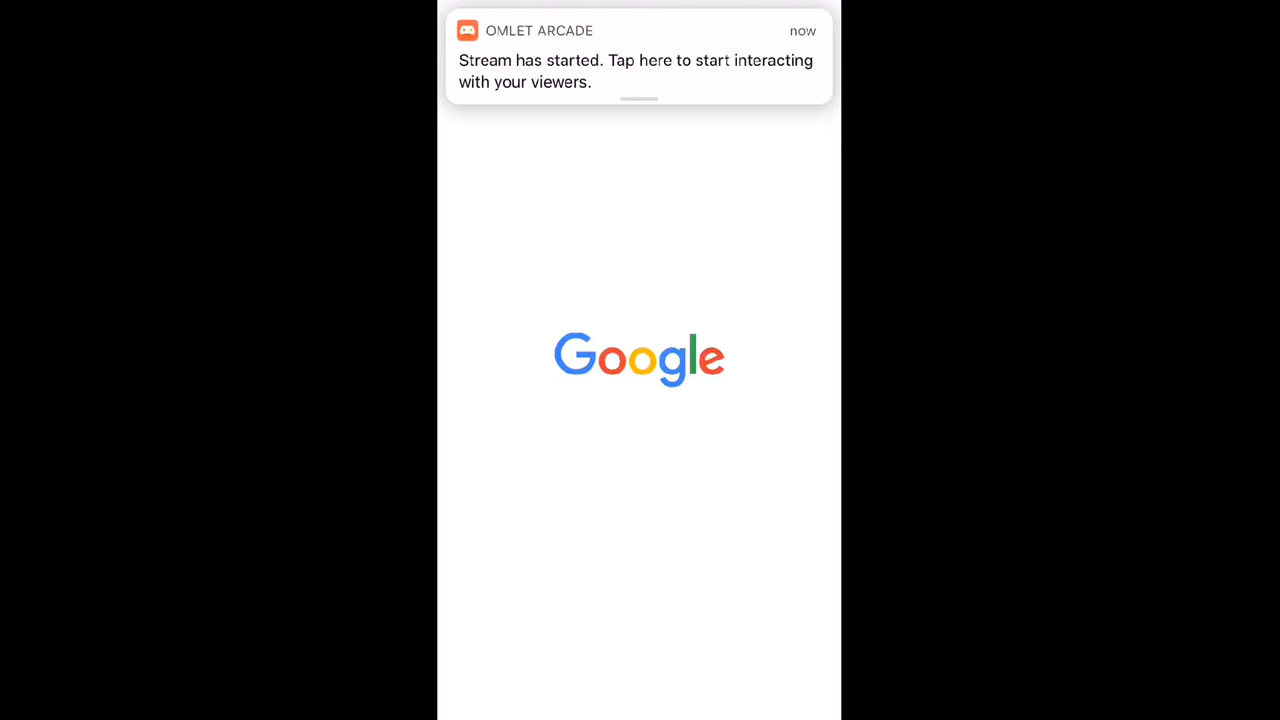 OMLET ARCADE now
Stream has started. Tap here to start interacting
with your viewers.
Google